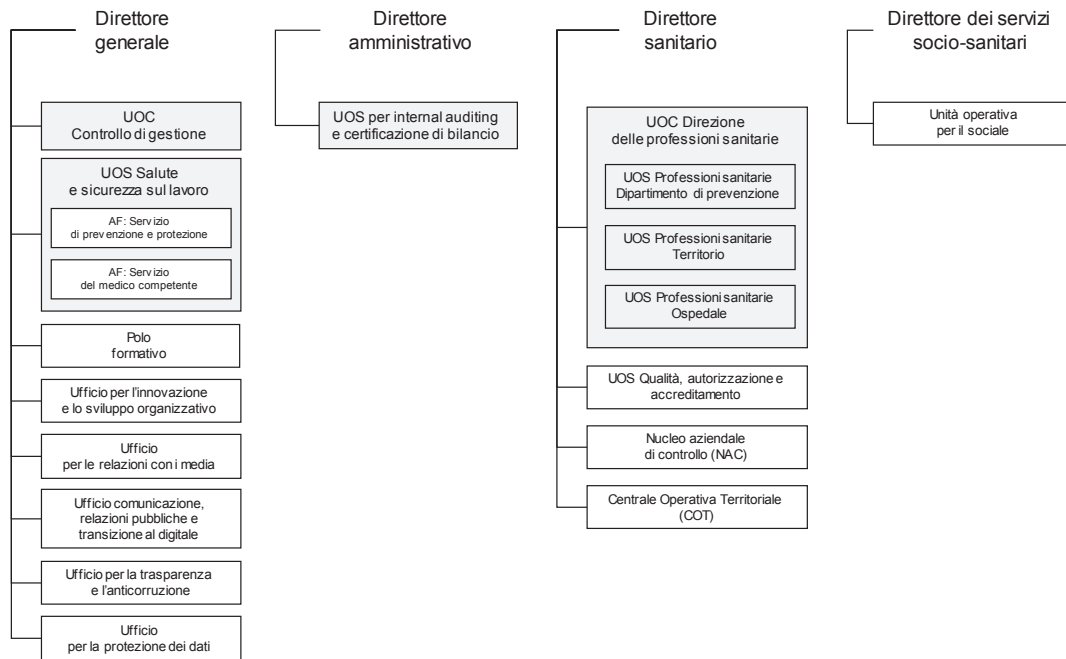 Direttore
generale
UOC
Controllo di gestione
UOS Salute
e sicurezza sul lavoro
AF: Servizio
di prevenzione e protezione
AF: Servizio
del medico competente
Polo
formativo
Ufficio per l'innovazione
e lo sviluppo organizzativo
Ufficio
per le relazioni con i media
Ufficio comunicazione,
relazioni pubbliche e
transizione al digitale
Ufficio per la trasparenza
e l'anticorruzione
Ufficio
per la protezione dei dati
Direttore
amministrativo
UOS per internal auditing
e certificazione di bilancio
Direttore
sanitario
UOC Direzione
delle professioni sanitarie
UOS Professioni sanitarie
Dipartimento di prevenzione
UOS Professioni sanitarie
Territorio
UOS Professioni sanitarie
Ospedale
UOS Qualità, autorizzazione e
accreditamento
Nucleo aziendale
di controllo (NAC)
Centrale Operativa Territoriale
(COT)
Direttore dei servizi
socio-sanitari
Unità operativa
per il sociale